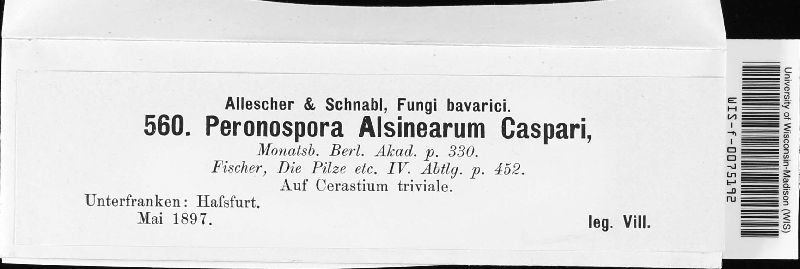 Allescher & Schnabl, Fungi bavarici.
560. Peronospora Alsinearum Caspari,
Monatsb. Berl. Akad. p. 330.
Fischer, Die Pilze etc. IV. Abtlg. p. 452.
Auf Cerastium triviale.
Unterfranken: Haſsfurt.
Mai 1897.
leg. Vill.
University of Wisconsin-Madison (WIS)
WIS-f-0075192